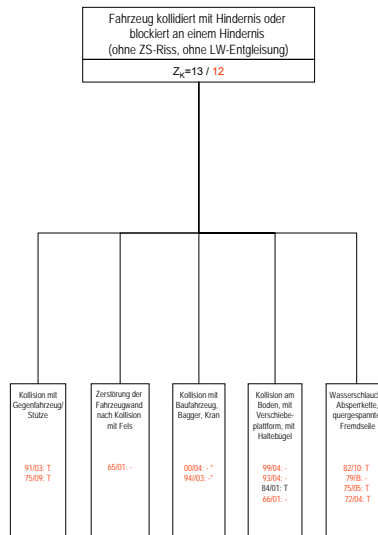 Fahrzeug kollidiert mit Hindernis oder
blockiert an einem Hindernis
(ohne ZS-Riss, ohne LW-Entgleisung)
ZK=13 / 12
Kollision mit
Gegenfahrzeug/
Stütze
91/03: T
75/09: T
Zerstörung der
Fahrzeugwand
nach Kollision
mit Fels
65/01: -
Kollision mit
Baufahrzeug,
Bagger, Kran
00/04: - *
94//03: -*
Kollision am
Boden, mit
Verschiebe-
plattform, mit
Haltebügel
99/04: -
93/04: -
84/01: T
66/01: -
Wasserschlauch,
Absperrkette,
quergespannte
Fremdseile
82/10: T
79/B: -
75/05: T
72/04: T